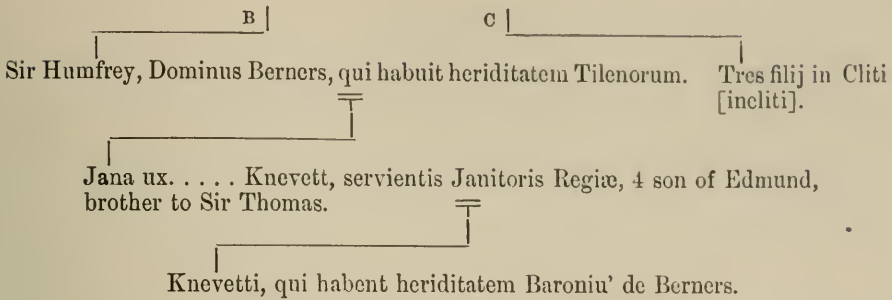 B C
Sir Humfrey, Dominus Berners, qui habuit heriditatem Tilenorum. Tres filij in Cliti
[incliti].
Jana ux. . . . . Knevett, servientis Janitoris Regiæ, 4 son of Edmund,
brother to Sir Thomas.
Knevetti, qui habent heriditatem Baroniu' de Berners.